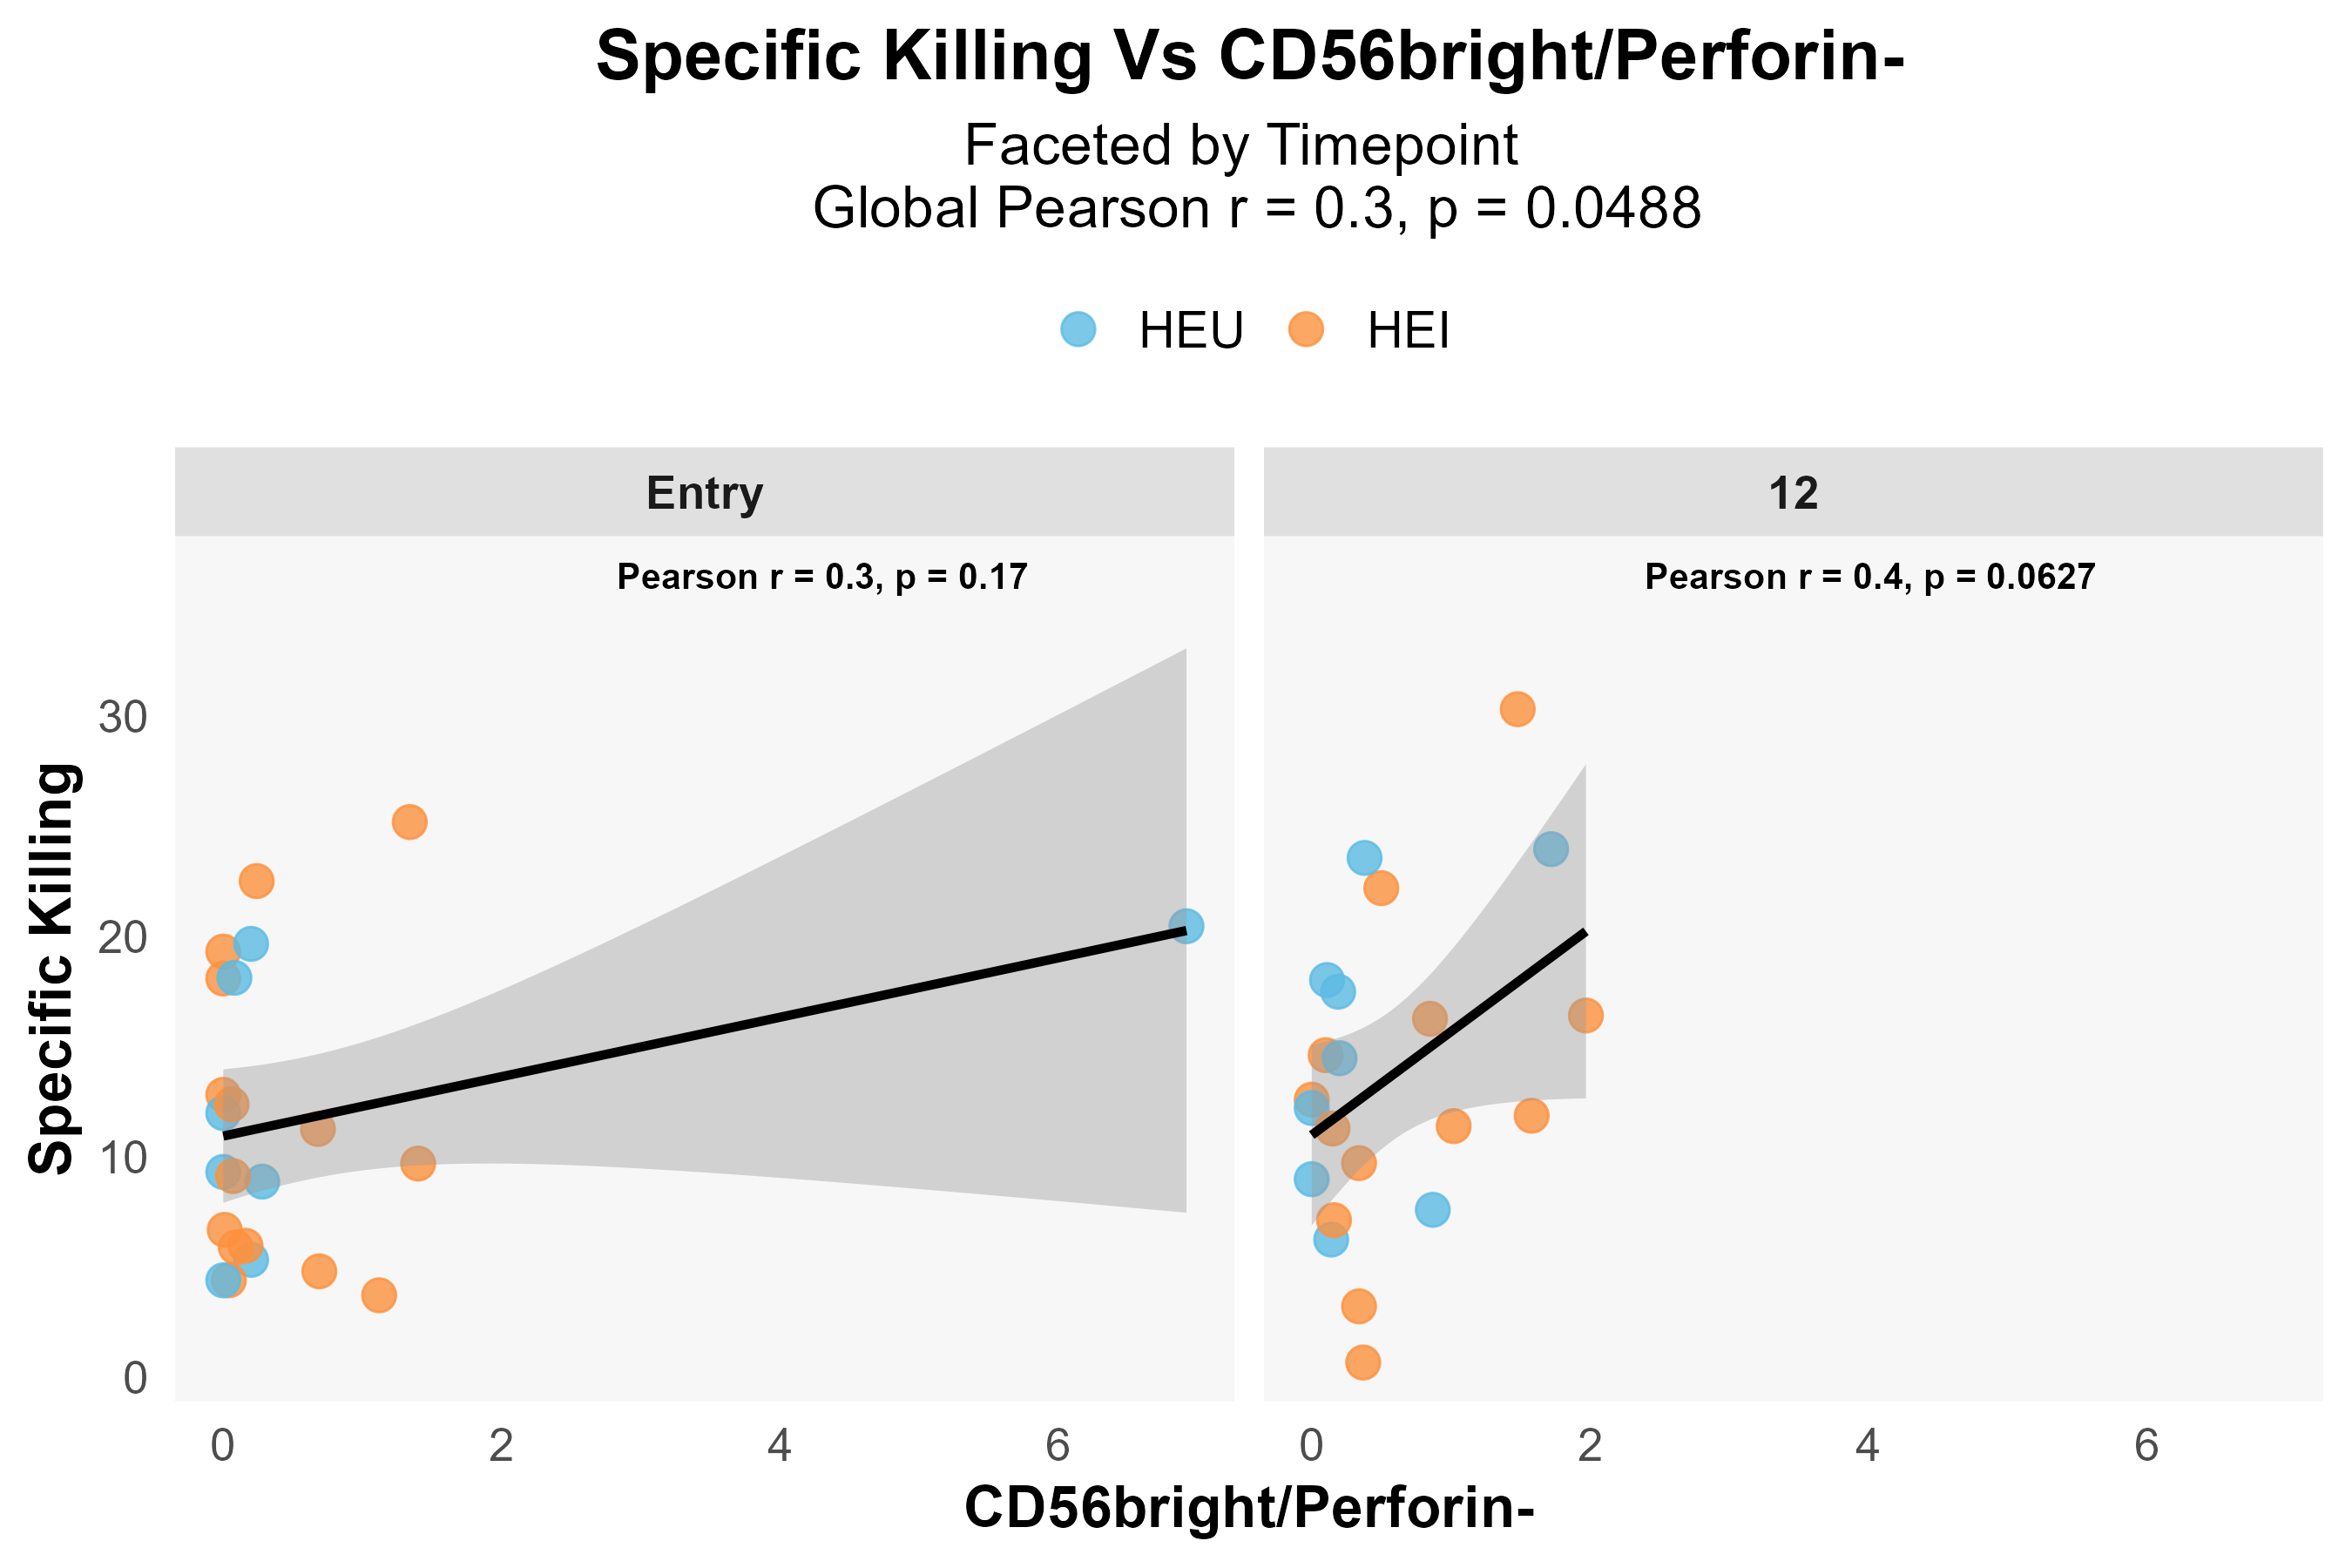 Specific Killing Vs CD56bright/Perforin-
Faceted by Timepoint
Global Pearson r = 0.3, p = 0.0488
HEU HEI
Entry 12
Pearson r = 0.3, p = 0.17
Pearson r = 0.4, p = 0.0627
Specific Killing
30
20
10
0
0 2 4 6
0 2 4 6
CD56bright/Perforin-